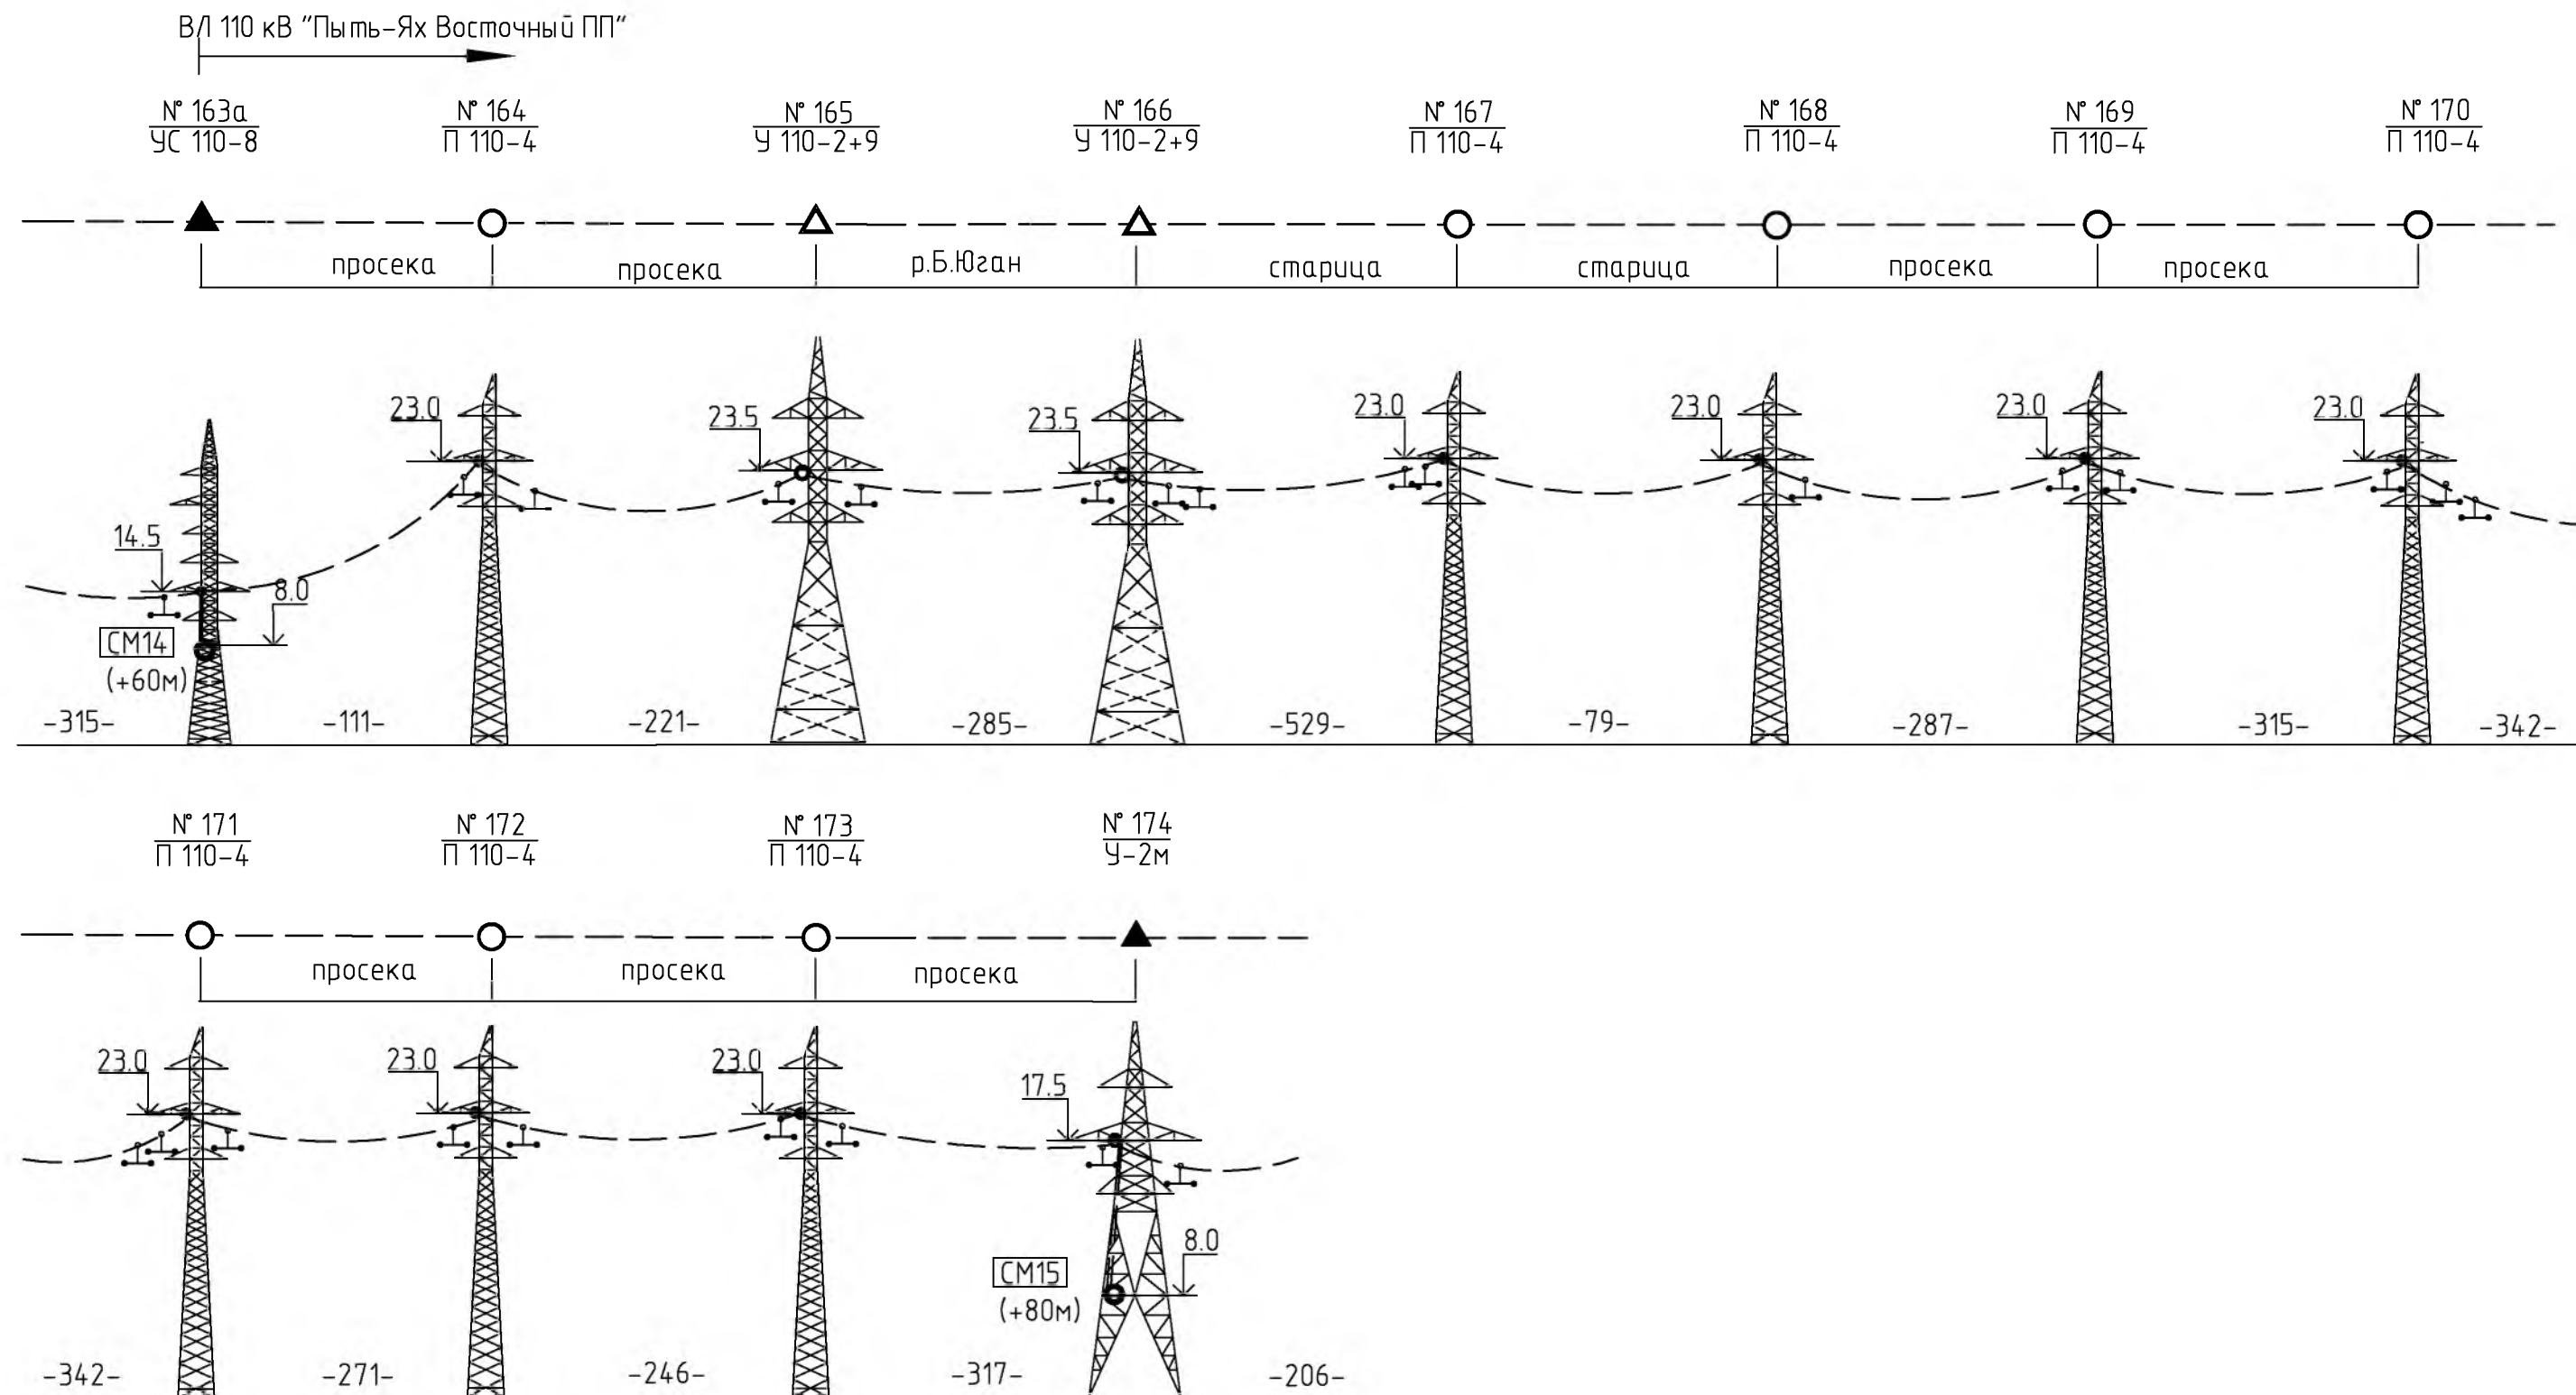 ВЛ 110 кВ "Пыть-Ях Восточный ПП"
№ 163а № 164 № 165 № 166 № 167 № 168 № 169 № 170
УС 110-8 П 110-4 У 110-2+9 У 110-2+9 П 110-4 П 110-4 П 110-4 П 110-4
просека просека р.Б.Юган старица старица просека просека
23.0 23.5 23.5 23.0 23.0 23.0 23.0
14.5
8.0
СМ14
(+60м)
-315- -111- -221- -285- -529- -79- -287- -315- -342-
№ 171 № 172 № 173 № 174
П 110-4 П 110-4 П 110-4 У-2м
просека просека просека
23.0 23.0 23.0 17.5
8.0
СМ15
(+80м)
-342- -271- -246- -317- -206-